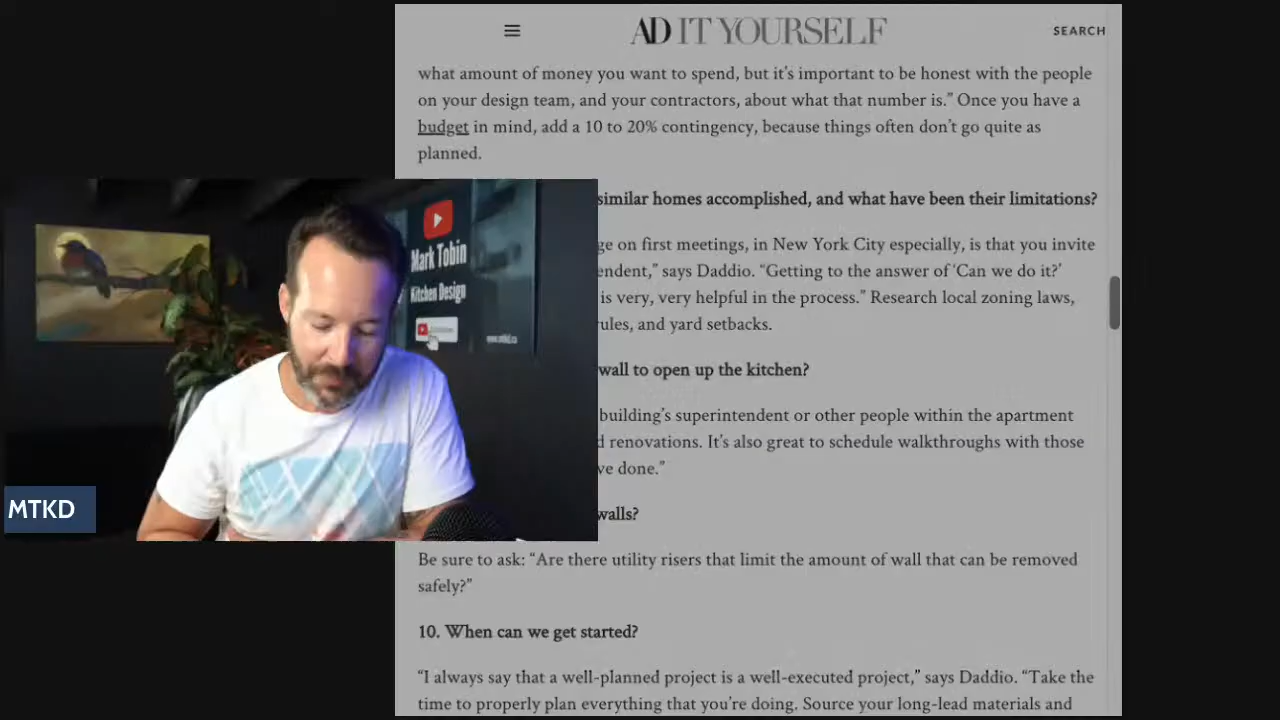 AD IT YOURSELF
SEARCH
what amount of money you want to spend, but it’s important to be honest with the people
on your design team, and your contractors, about what that number is.” Once you have a
budget in mind, add a 10 to 20% contingency, because things often don’t go quite as
planned.
similar homes accomplished, and what have been their limitations?
ge on first meetings, in New York City especially, is that you invite
endent,” says Daddio. “Getting to the answer of ‘Can we do it?’
is very, very helpful in the process.” Research local zoning laws,
ules, and yard setbacks.
wall to open up the kitchen?
building’s superintendent or other people within the apartment
d renovations. It’s also great to schedule walkthroughs with those
ve done.”
walls?
Be sure to ask: “Are there utility risers that limit the amount of wall that can be removed
safely?”
10. When can we get started?
“I always say that a well-planned project is a well-executed project,” says Daddio. “Take the
time to properly plan everything that you’re doing. Source your long-lead materials and
Mark Tobin
Kitchen Design
www.mtkd.ca
MTKD